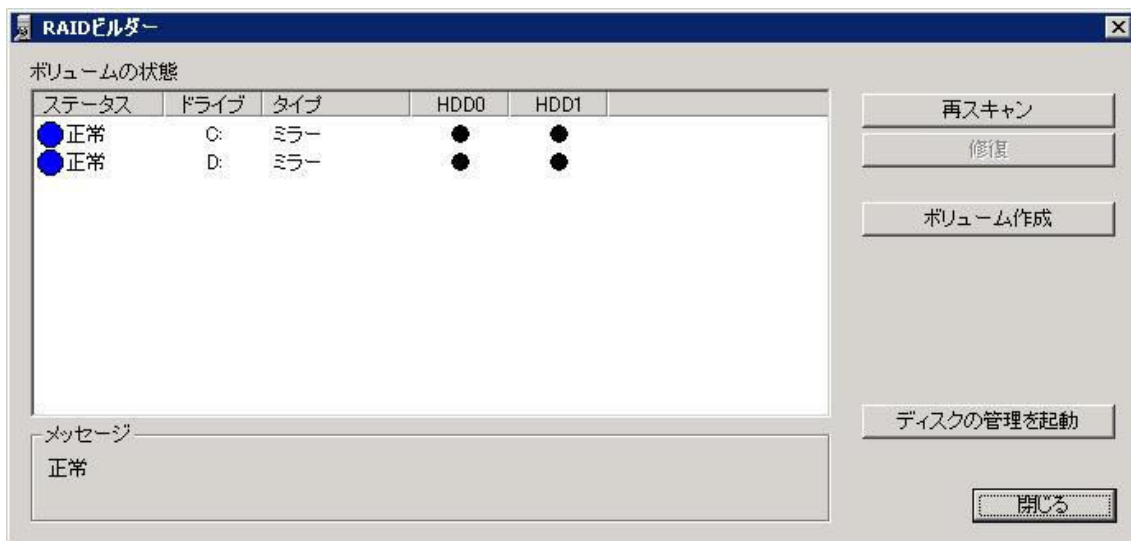 RAIDビルダー
ボリュームの状態
ステータス ドライブ タイプ HDD0 HDD1
正常 C: ミラー
正常 D: ミラー
再スキャン
修復
ボリューム作成
ディスクの管理を起動
メッセージ
正常
閉じる